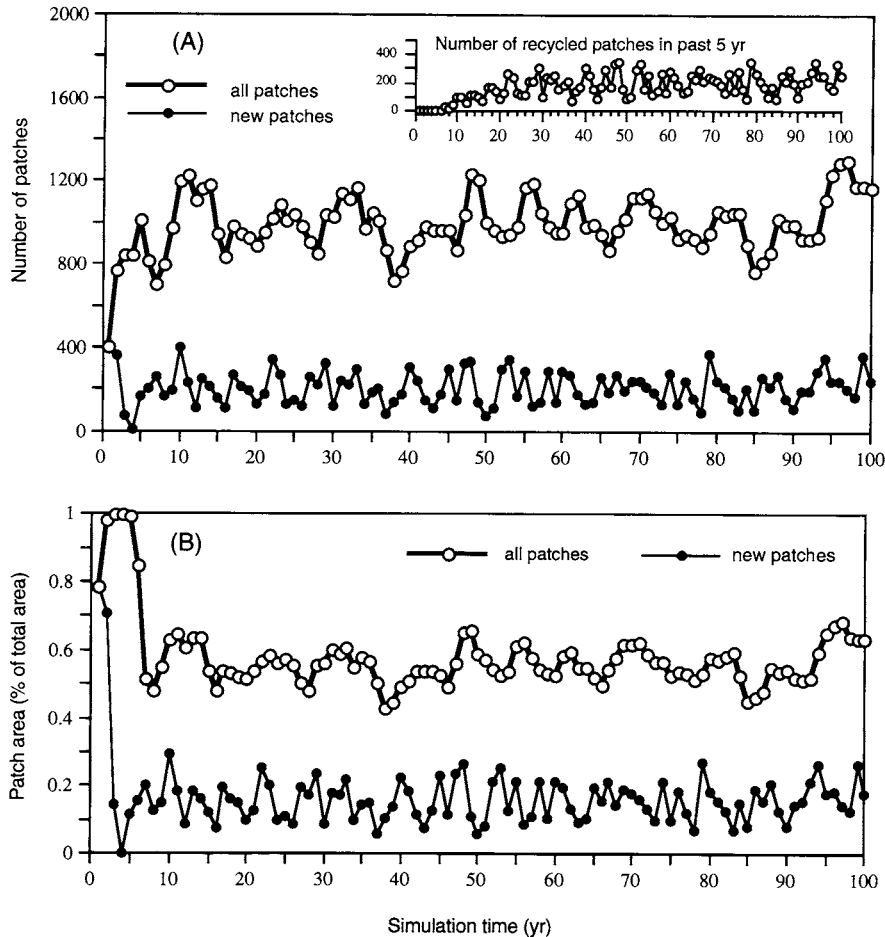 (A)
Number of recycled patches in past 5 yr
400
200
0
0 10 20 30 40 50 60 70 80 90 100
all patches
new patches
Number of patches
2000
1800
1600
1200
800
400
0
0 10 20 30 40 50 60 70 80 90 100
(B)
all patches
new patches
Patch area (% of total area)
1
0.8
0.6
0.4
0.2
0
0 10 20 30 40 50 60 70 80 90 100
Simulation time (yr)